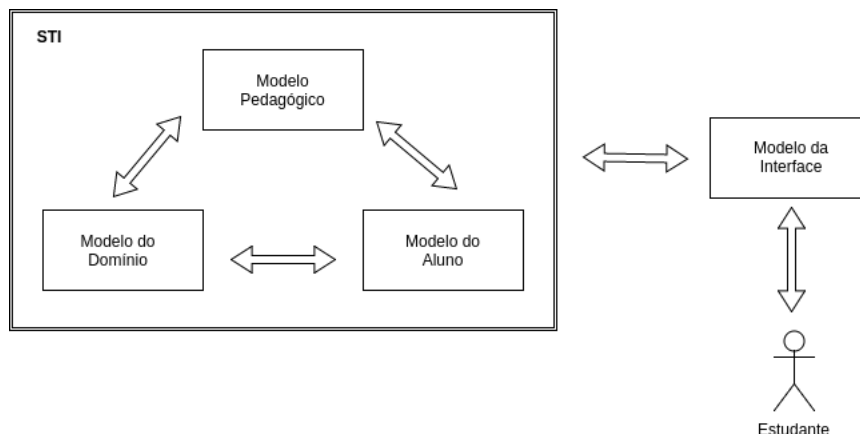 STI
Modelo
Pedagógico
Modelo da
Interface
Modelo do
Domínio
Modelo do
Aluno
Estudante